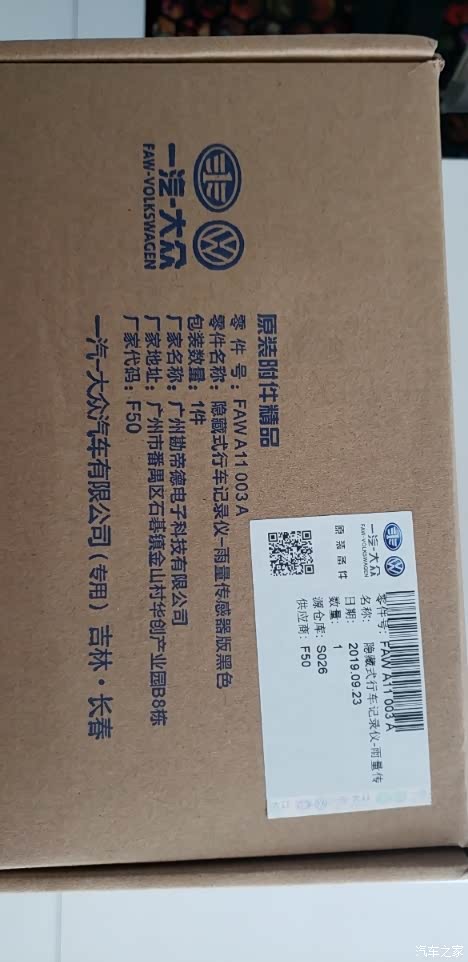 一汽-大众
FAW-VOLKSWAGEN
原装附件精品
零 件 号：FAW A11 003 A
零件名称：隐藏式行车记录仪-雨量传感器版黑色
包装数量：1件
厂家名称：广州勘帝德电子科技有限公司
厂家地址：广州市番禺区石碁镇金山村华创产业园B8栋
厂家代码：F50
一汽-大众汽车有限公司（专用）吉林·长春
一汽-大众
FAW-VOLKSWAGEN
原 装 备 件
零件号：FAW A11 003 A
名称：隐藏式行车记录仪-雨量传
日期：2019.09.23
数量：1
源仓库：S026
供应商：F50
汽车之家